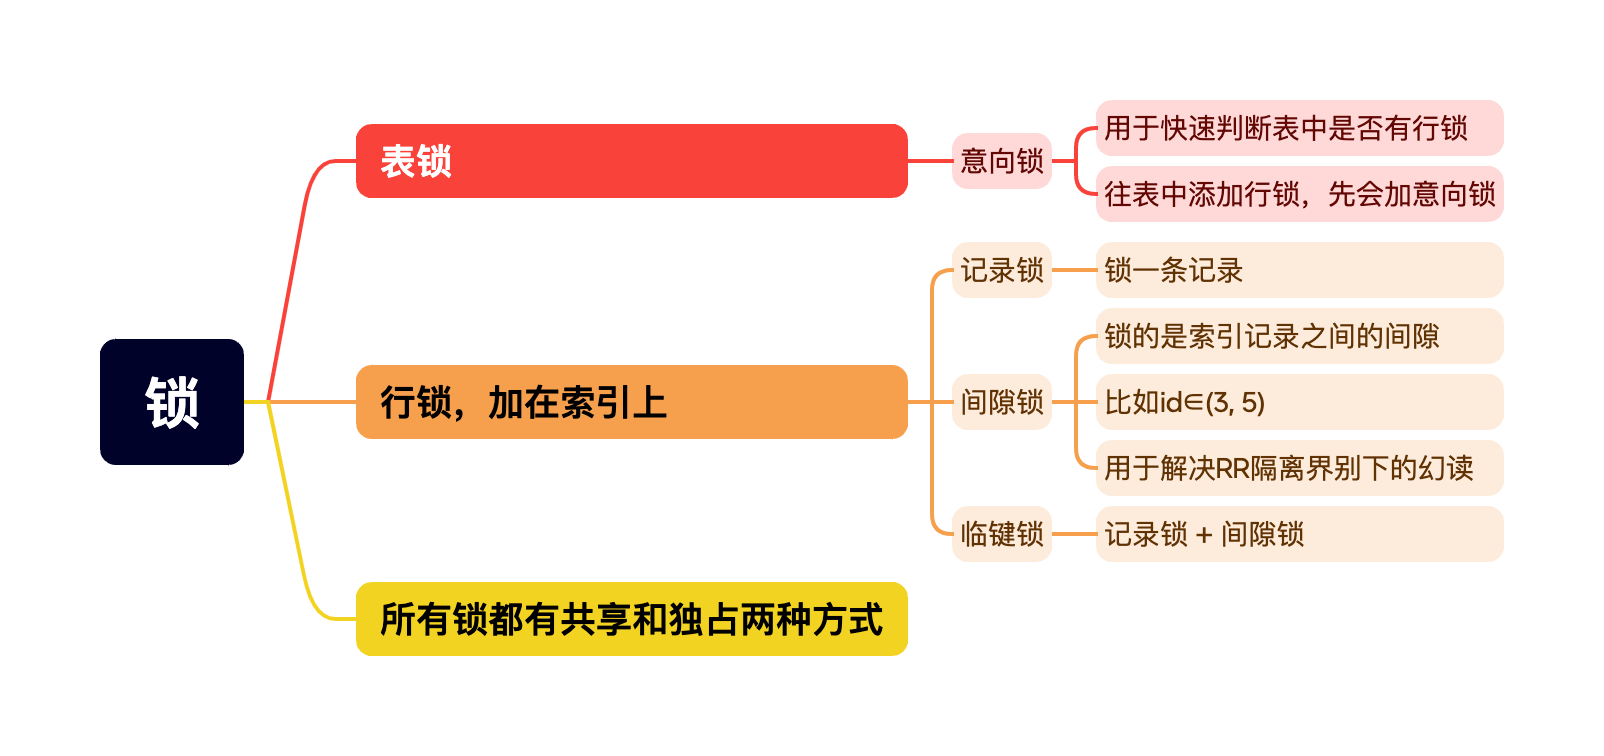 锁
表锁
意向锁
用于快速判断表中是否有行锁
往表中添加行锁，先会加意向锁
行锁，加在索引上
记录锁
锁一条记录
间隙锁
锁的是索引记录之间的间隙
比如id∈(3, 5)
用于解决RR隔离界别下的幻读
临键锁
记录锁 + 间隙锁
所有锁都有共享和独占两种方式